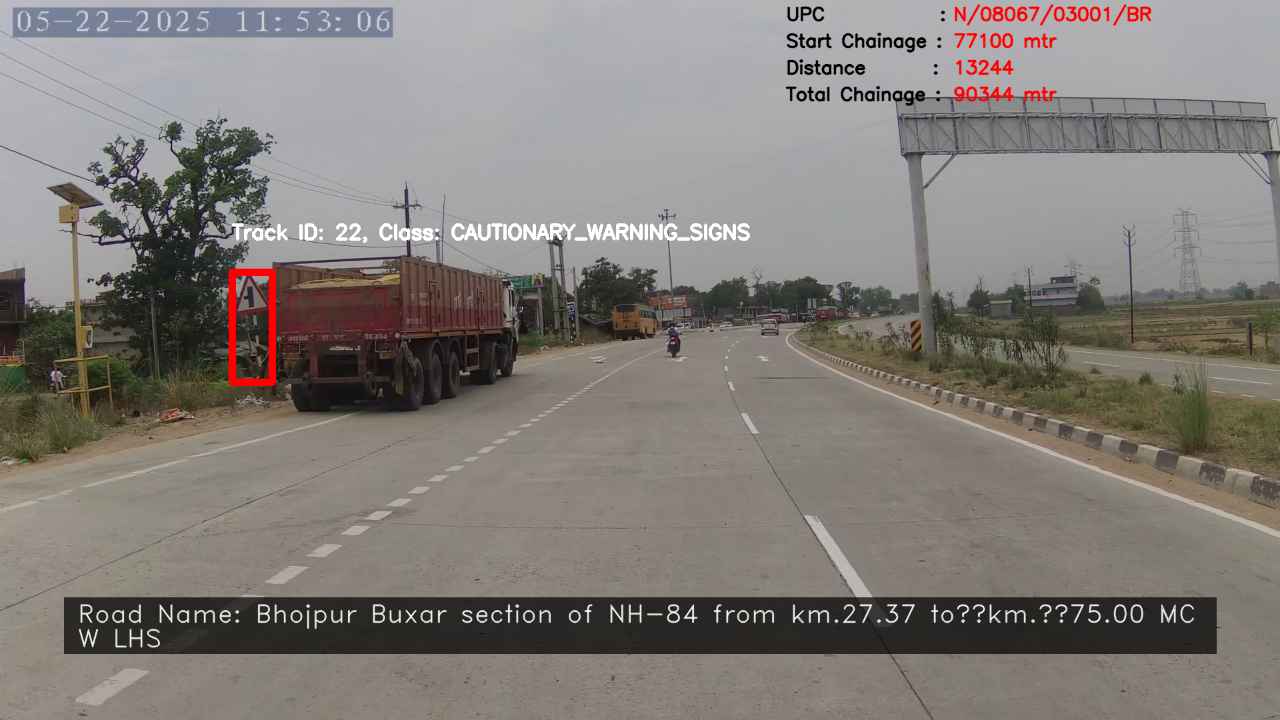 05-22-2025 11:53:06
UPC : N/08067/03001/BR
Start Chainage : 77100 mtr
Distance : 13244
Total Chainage : 90344 mtr
Track ID: 22, Class: CAUTIONARY_WARNING_SIGNS
Road Name: Bhojpur Buxar section of NH-84 from km.27.37 to??km.??75.00 MC
W LHS